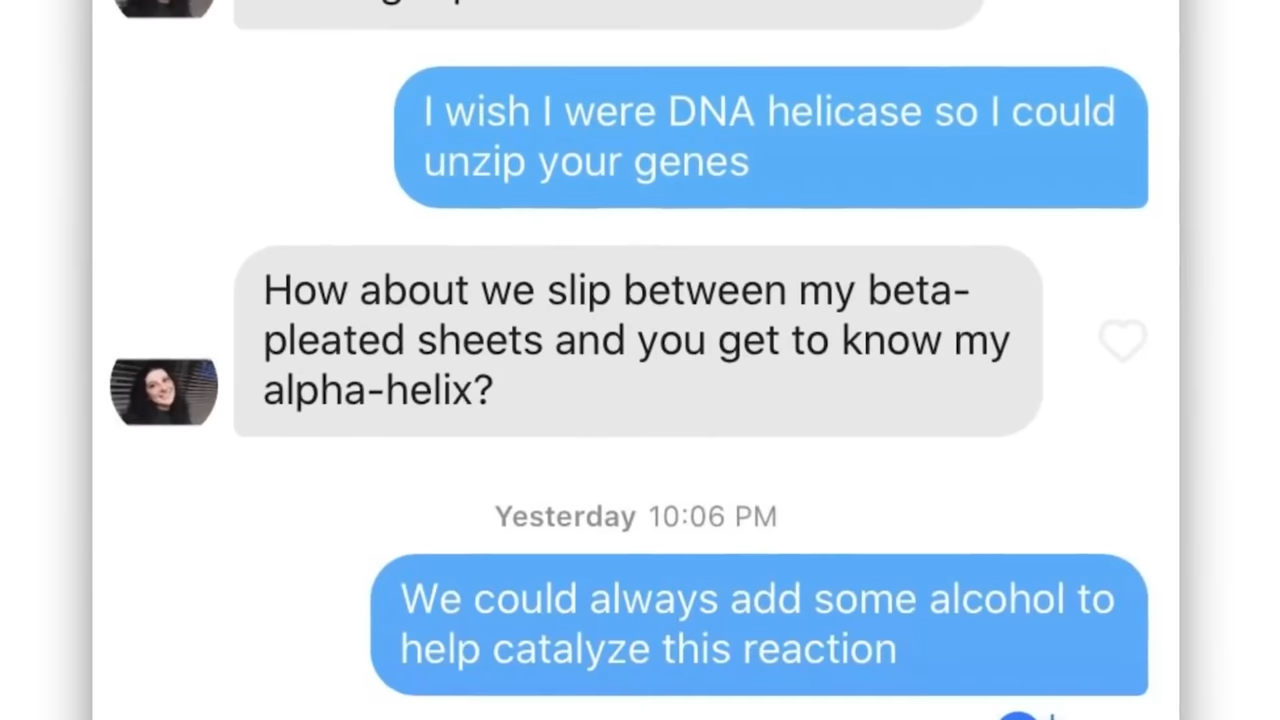 I wish I were DNA helicase so I could
unzip your genes
How about we slip between my beta-
pleated sheets and you get to know my
alpha-helix?
Yesterday 10:06 PM
We could always add some alcohol to
help catalyze this reaction